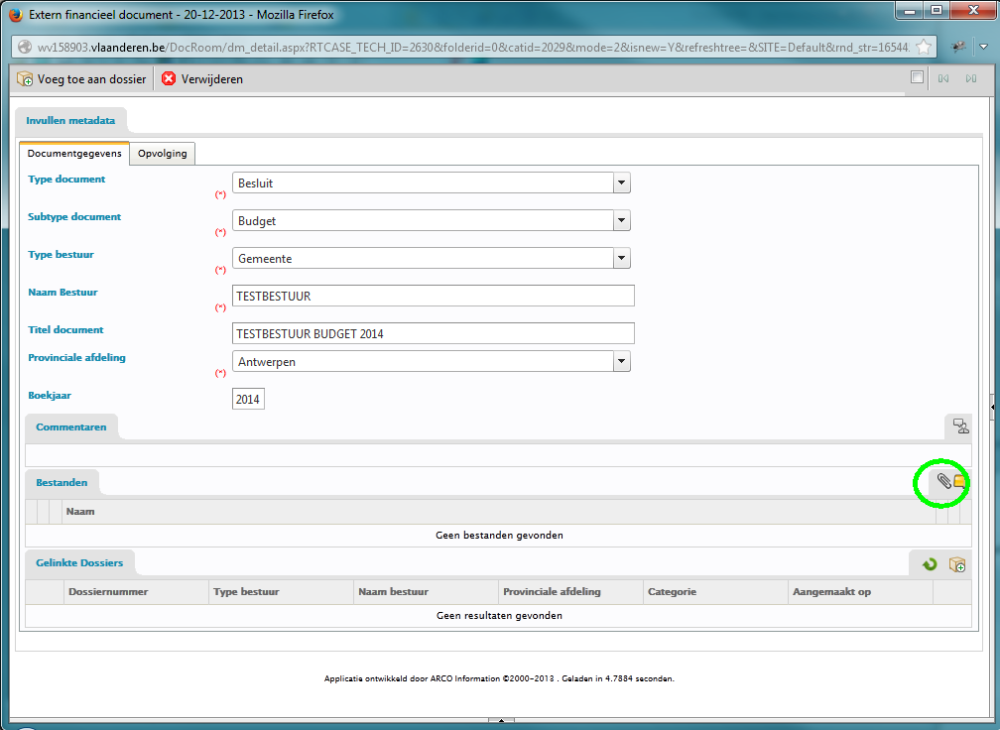 Extern financieel document - 20-12-2013 - Mozilla Firefox
wv158903.vlaanderen.be/DocRoom/dm_detail.aspx?RTCASE_TECH_ID=2630&folderid=0&catid=2029&mode=2&isnew=Y&refreshtree=&SITE=Default&rnd_str=16544
Voeg toe aan dossier Verwijderen
Invullen metadata
Documentgegevens Opvolging
Type document (*) Besluit
Subtype document (*) Budget
Type bestuur (*) Gemeente
Naam Bestuur (*) TESTBESTUUR
Titel document TESTBESTUUR BUDGET 2014
Provinciale afdeling (*) Antwerpen
Boekjaar 2014
Commentaren
Bestanden
Naam
Geen bestanden gevonden
Gelinkte Dossiers
Dossiernummer Type bestuur Naam bestuur Provinciale afdeling Categorie Aangemaakt op
Geen resultaten gevonden
Applicatie ontwikkeld door ARCO Information ©2000-2013 . Geladen in 4.7884 seconden.